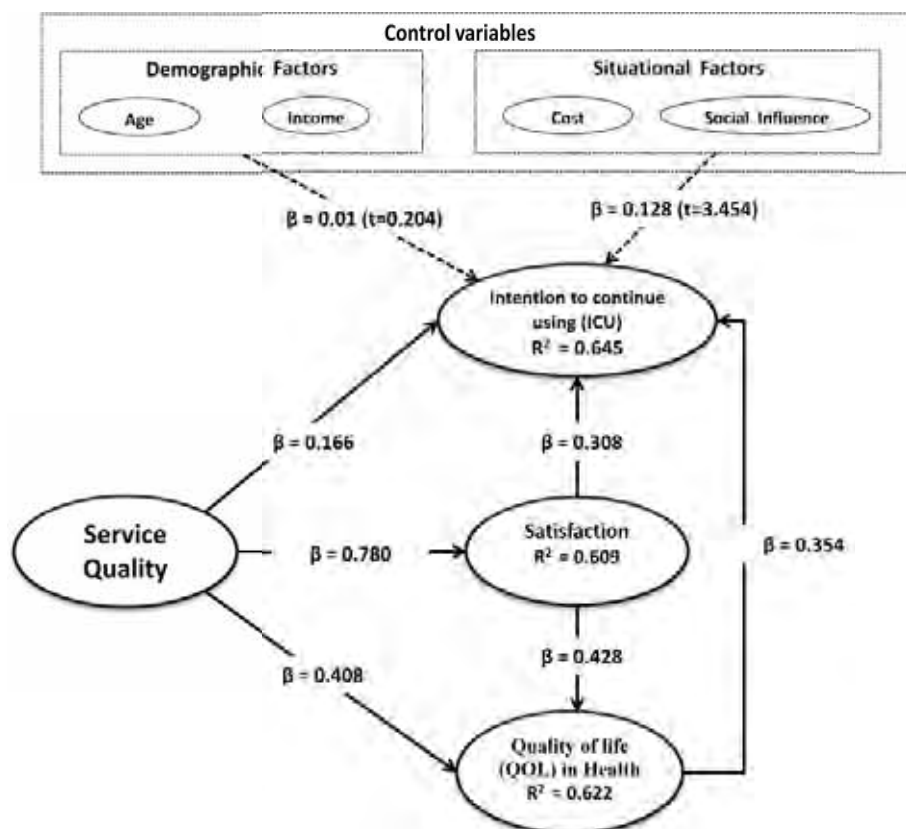 Control variables
Demographic Factors
Situational Factors
Age
Income
Cost
Social Influence
β = 0.01 (t=0.204)
β = 0.128 (t=3.454)
Intention to continue
using (ICU)
R² = 0.645
β = 0.166
β = 0.308
Service
Quality
β = 0.780
Satisfaction
R² = 0.609
β = 0.354
β = 0.408
β = 0.428
Quality of life
(QOL) in Health
R² = 0.622